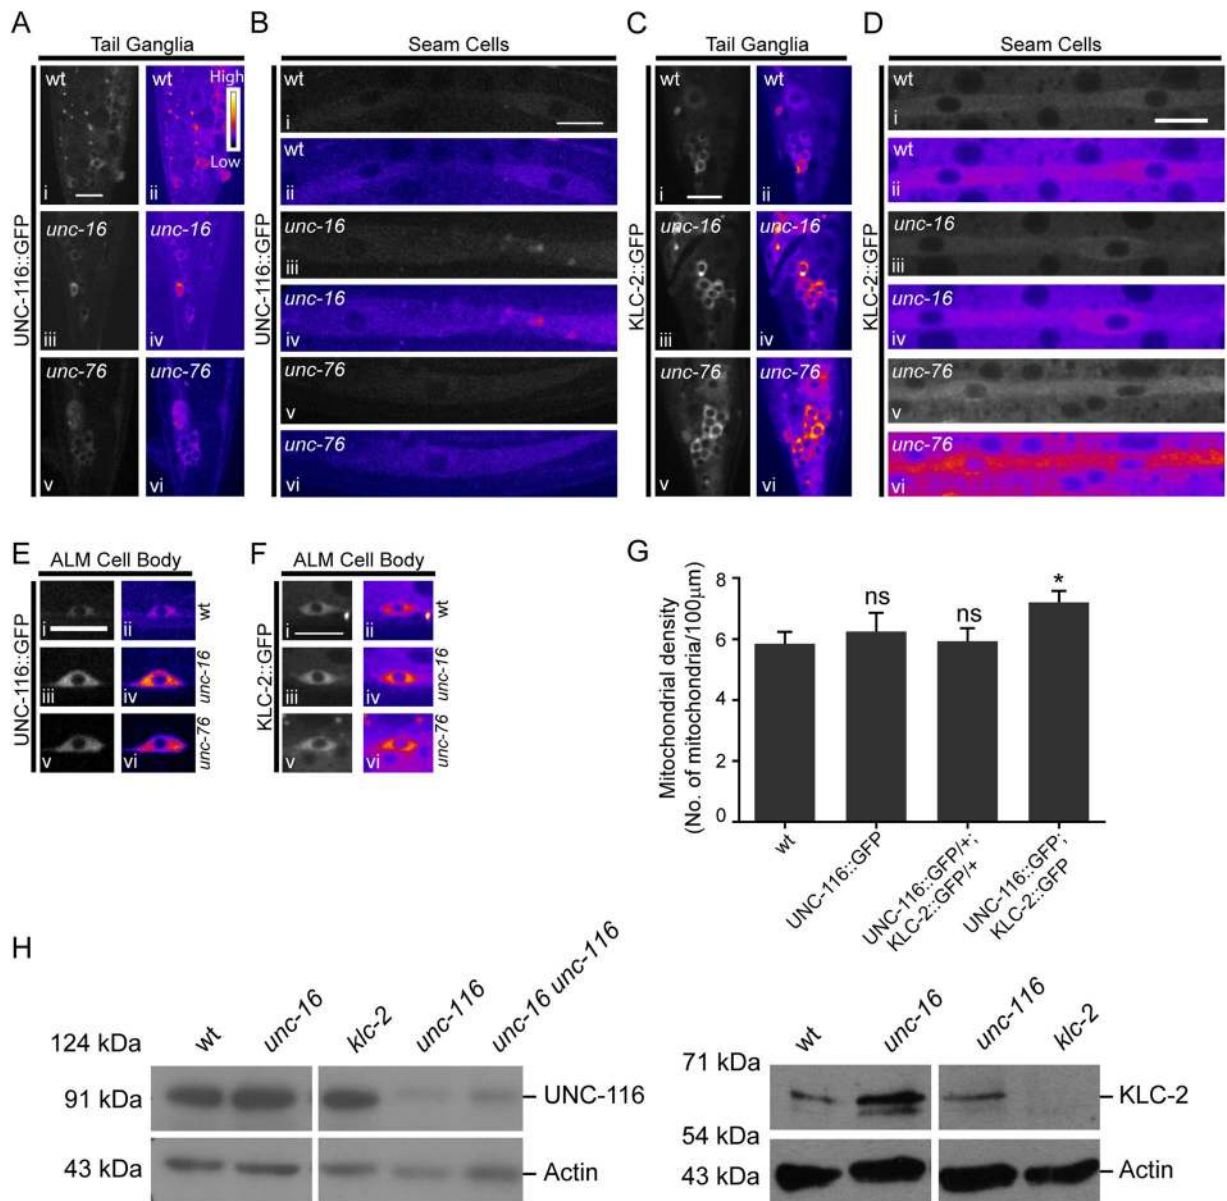 A
Tail Ganglia
UNC-116::GFP
wt
i
wt
High
Low
ii
unc-16
iii
unc-16
iv
unc-76
v
unc-76
vi
B
Seam Cells
UNC-116::GFP
wt
i
wt
ii
unc-16
iii
unc-16
iv
unc-76
v
unc-76
vi
C
Tail Ganglia
KLC-2::GFP
wt
i
wt
ii
unc-16
iii
iv
unc-76
v
unc-76
vi
D
Seam Cells
KLC-2::GFP
wt
i
wt
ii
unc-16
iii
unc-16
iv
unc-76
v
unc-76
vi
E
ALM Cell Body
UNC-116::GFP
i
ii
wt
iii
iv
unc-16
v
vi
unc-76
F
ALM Cell Body
KLC-2::GFP
i
ii
wt
iii
iv
unc-16
v
vi
unc-76
G
Mitochondrial density
(No. of mitochondria/100µm)
8
6
4
2
0
ns
ns
*
wt
UNC-116::GFP
UNC-116::GFP/+;
KLC-2::GFP/+
UNC-116::GFP;
KLC-2::GFP
H
wt
unc-16
klc-2
unc-116
unc-16 unc-116
124 kDa
91 kDa
43 kDa
UNC-116
Actin
wt
unc-16
unc-116
klc-2
71 kDa
54 kDa
43 kDa
KLC-2
Actin